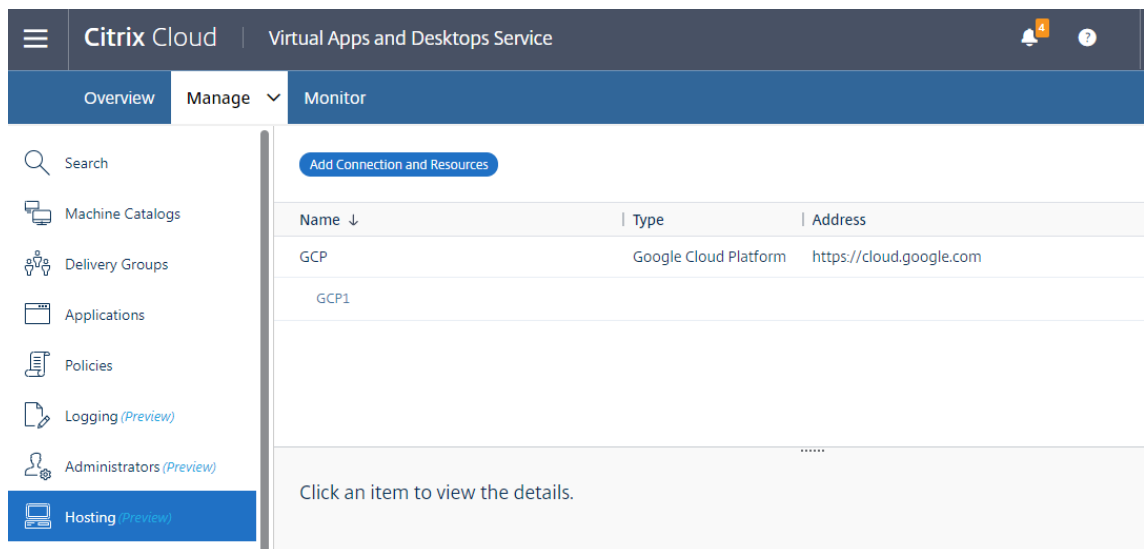 Citrix Cloud | Virtual Apps and Desktops Service 4 ?
Overview Manage Monitor
Search
Machine Catalogs
Delivery Groups
Applications
Policies
Logging (Preview)
Administrators (Preview)
Hosting (Preview)
Add Connection and Resources
Name ↓ Type Address
GCP Google Cloud Platform https://cloud.google.com
GCP1
Click an item to view the details.